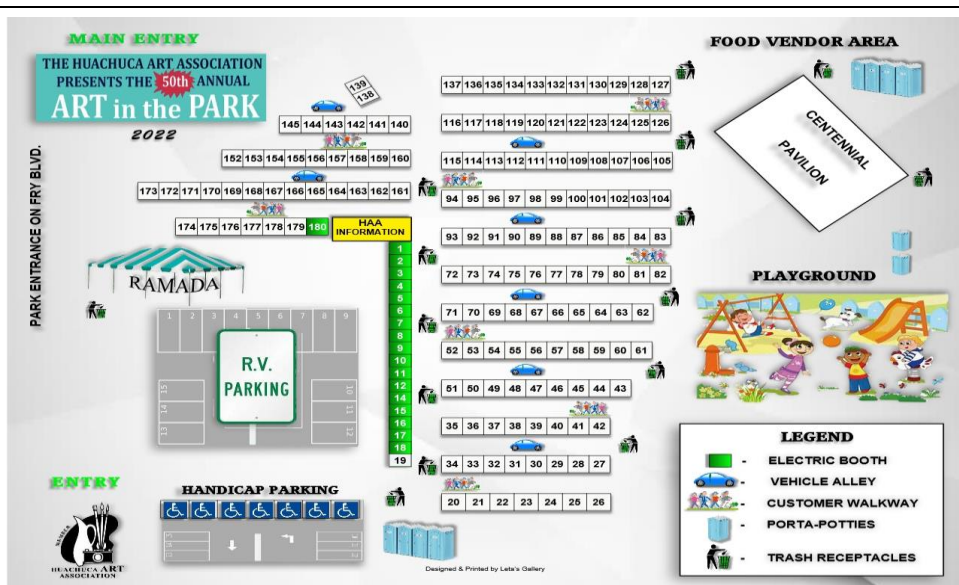 MAIN ENTRY
THE HUACHUCA ART ASSOCIATION
PRESENTS THE 50th ANNUAL
ART in the PARK
2022
FOOD VENDOR AREA
CENTENNIAL
PAVILION
PLAYGROUND
PARK ENTRANCE ON FRY BLVD.
139
138
145 144 143 142 141 140
152 153 154 155 156 157 158 159 160
173 172 171 170 169 168 167 166 165 164 163 162 161
174 175 176 177 178 179 180
HAA
INFORMATION
1
2
3
4
5
6
7
8
9
10
11
12
14
15
16
17
18
19
137 136 135 134 133 132 131 130 129 128 127
116 117 118 119 120 121 122 123 124 125 126
115 114 113 112 111 110 109 108 107 106 105
94 95 96 97 98 99 100 101 102 103 104
93 92 91 90 89 88 87 86 85 84 83
72 73 74 75 76 77 78 79 80 81 82
71 70 69 68 67 66 65 64 63 62
52 53 54 55 56 57 58 59 60 61
51 50 49 48 47 46 45 44 43
35 36 37 38 39 40 41 42
34 33 32 31 30 29 28 27
20 21 22 23 24 25 26
RAMADA
1 2 3 4 5 6 7 8 9
15
14
13
10
11
12
R.V.
PARKING
ENTRY
HANDICAP PARKING
MEMBER
HUACHUCA ART
ASSOCIATION
Designed & Printed by Leta's Gallery
LEGEND
- ELECTRIC BOOTH
- VEHICLE ALLEY
- CUSTOMER WALKWAY
- PORTA-POTTIES
- TRASH RECEPTACLES